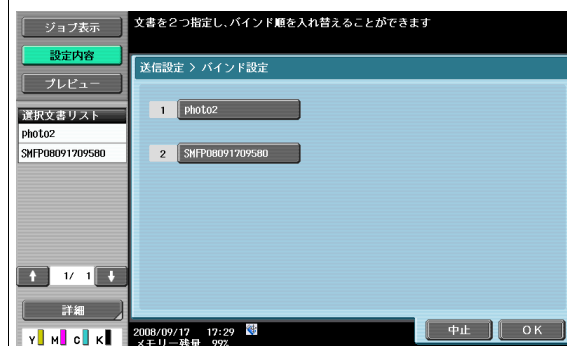 ジョブ表示
文書を2つ指定し、バインド順を入れ替えることができます
設定内容
プレビュー
送信設定 > バインド設定
選択文書リスト
photo2
SMFP08091709580
1 photo2
2 SMFP08091709580
↑ 1/ 1 ↓
詳細
Y M C K
2008/09/17 17:29
メモリー残量 99%
中止 OK